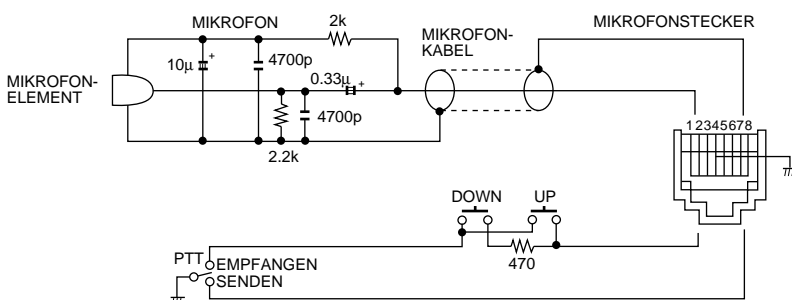 MIKROFON
2k
MIKROFON-
KABEL
MIKROFONSTECKER
10μ
+
4700p
0.33μ
+
MIKROFON-
ELEMENT
4700p
2.2k
12345678
DOWN
UP
470
PTT
EMPFANGEN
SENDEN